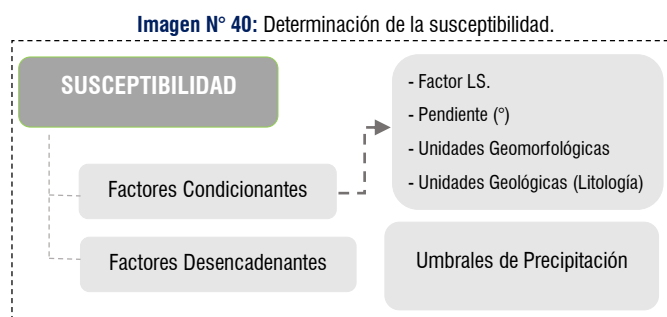 Imagen N° 40: Determinación de la susceptibilidad.
SUSCEPTIBILIDAD
- Factor LS.
- Pendiente (°)
- Unidades Geomorfológicas
- Unidades Geológicas (Litología)
Factores Condicionantes
Factores Desencadenantes
Umbrales de Precipitación